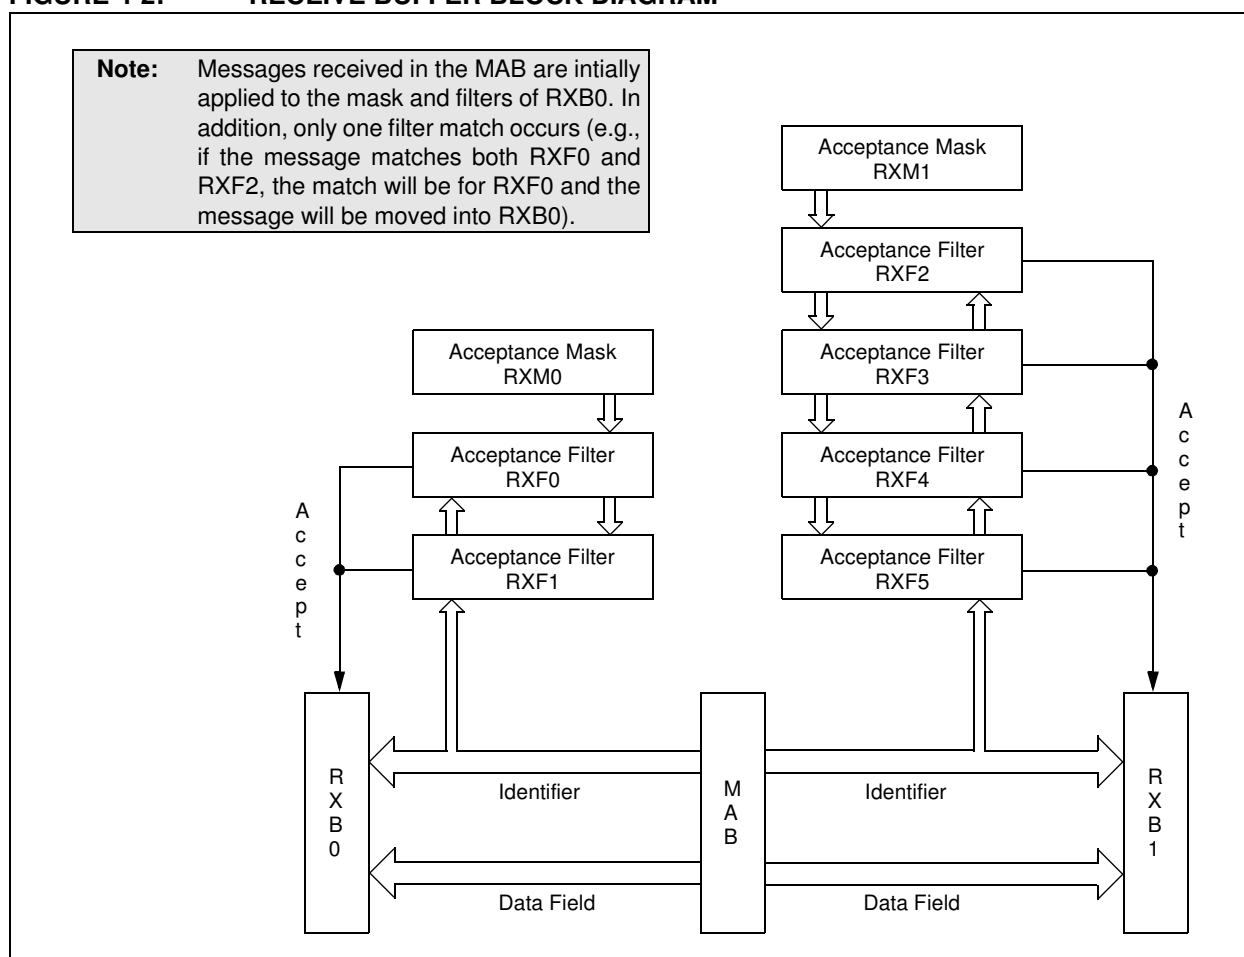 FIGURE 4-2: RECEIVE BUFFER BLOCK DIAGRAM
Note: Messages received in the MAB are intially
applied to the mask and filters of RXB0. In
addition, only one filter match occurs (e.g.,
if the message matches both RXF0 and
RXF2, the match will be for RXF0 and the
message will be moved into RXB0).
Acceptance Mask
RXM1
Acceptance Filter
RXF2
Acceptance Mask
RXM0
Acceptance Filter
RXF3
Acceptance Filter
RXF0
Acceptance Filter
RXF4
Acceptance Filter
RXF1
Acceptance Filter
RXF5
Accept
Accept
RXB0
Identifier
MAB
Identifier
RXB1
Data Field
Data Field